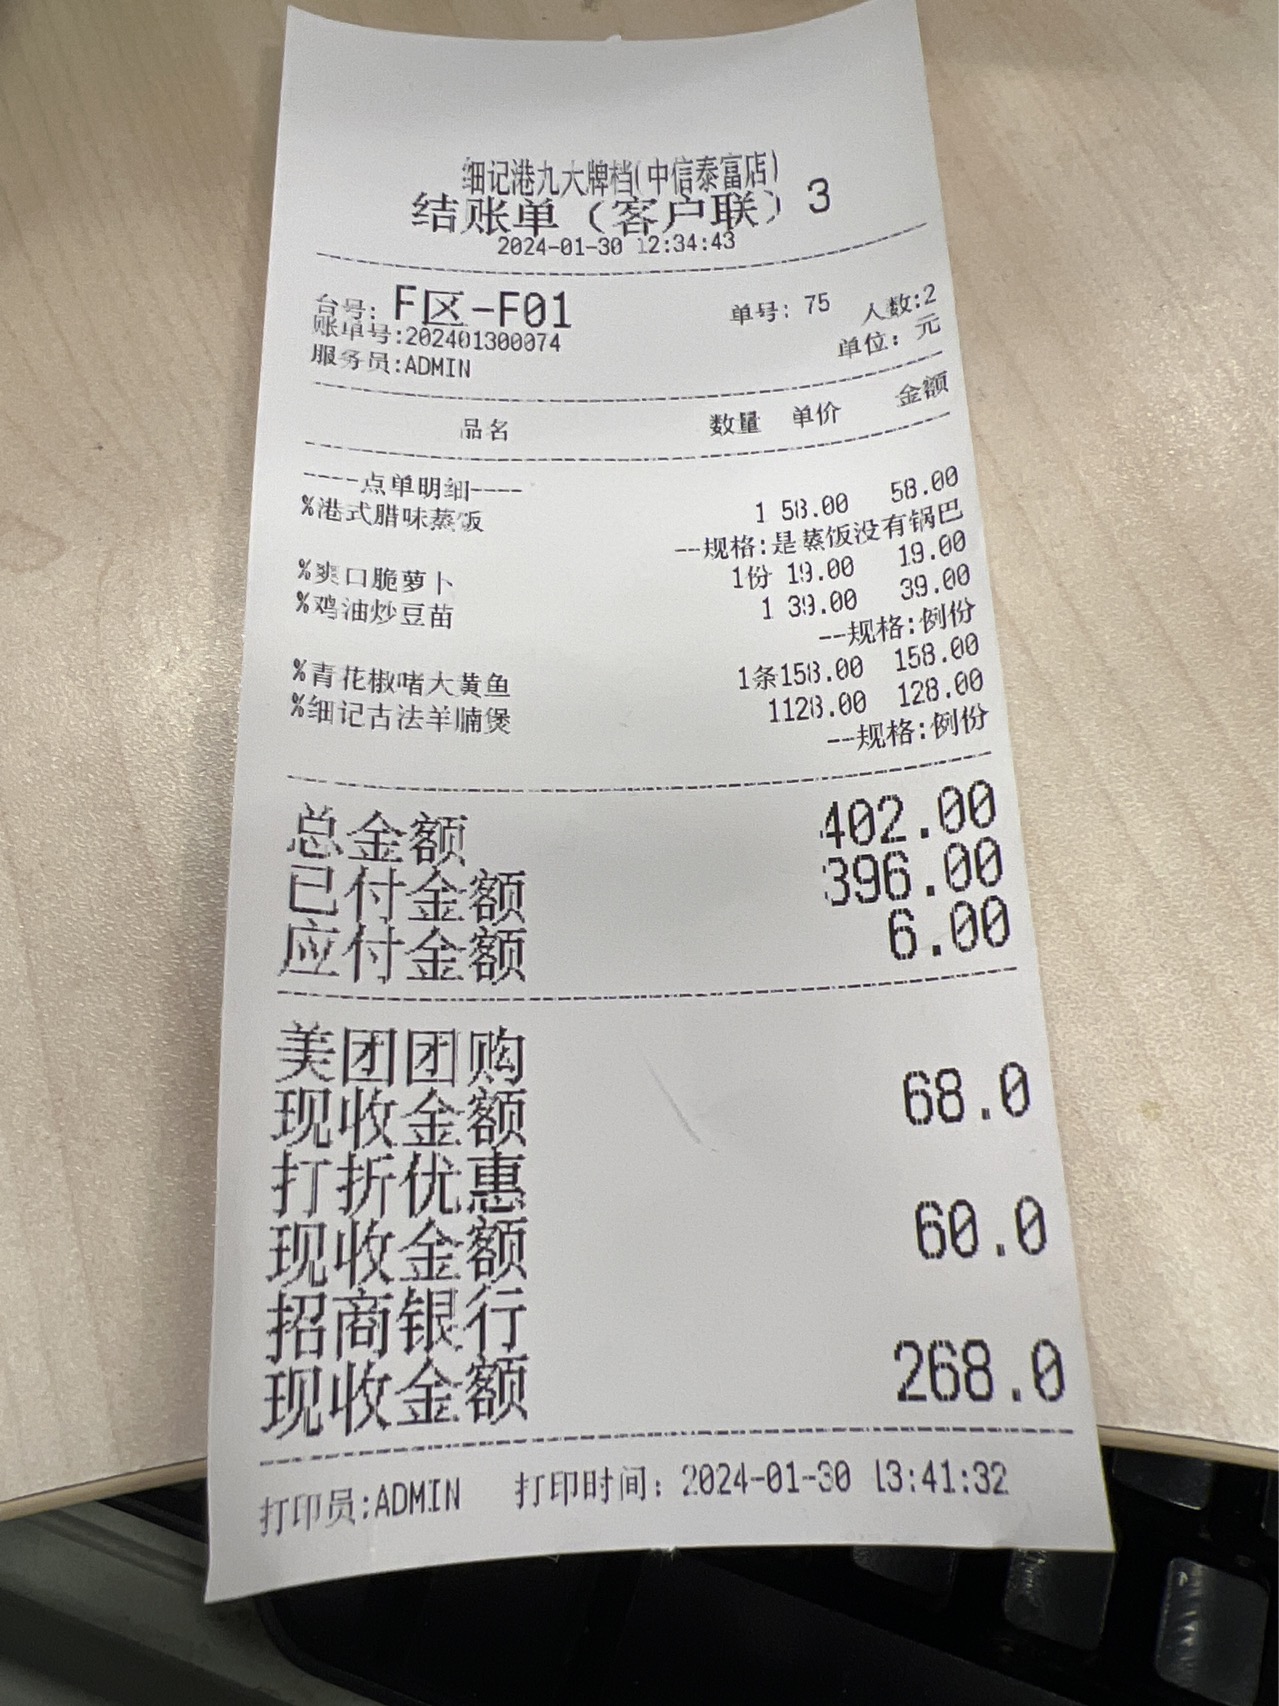 细记港九大牌档(中信泰富店)
结账单（客户联）3
2024-01-30 12:34:43
台号: F区-F01 单号: 75 人数:2
账单号:202401300074 单位: 元
服务员:ADMIN
品名 数量 单价 金额
----点单明细----
%港式腊味蒸饭 1 58.00 58.00
--规格:是蒸饭没有锅巴
%爽口脆萝卜 1份 19.00 19.00
%鸡油炒豆苗 1 39.00 39.00
--规格:例份
%青花椒啫大黄鱼 1条158.00 158.00
%细记古法羊腩煲 1128.00 128.00
--规格:例份
总金额 402.00
已付金额 396.00
应付金额 6.00
美团团购
现收金额 68.0
打折优惠
现收金额 60.0
招商银行
现收金额 268.0
打印员:ADMIN 打印时间: 2024-01-30 13:41:32